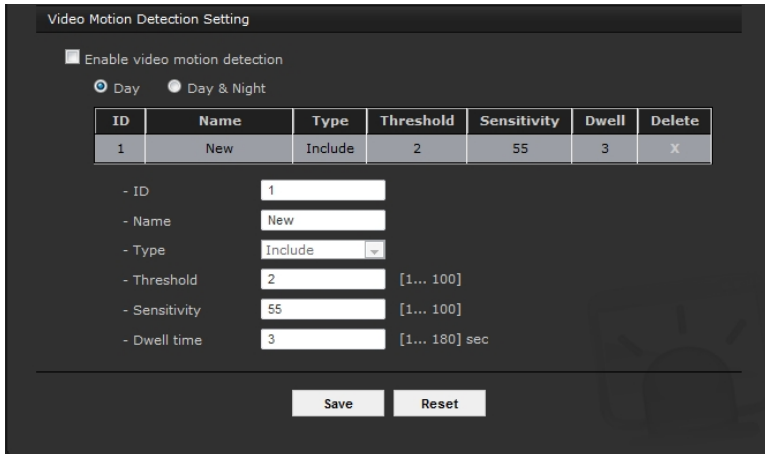 Video Motion Detection Setting
Enable video motion detection
Day Day & Night
ID Name Type Threshold Sensitivity Dwell Delete
1 New Include 2 55 3 X
- ID 1
- Name New
- Type Include
- Threshold 2 [1... 100]
- Sensitivity 55 [1... 100]
- Dwell time 3 [1... 180] sec
Save Reset